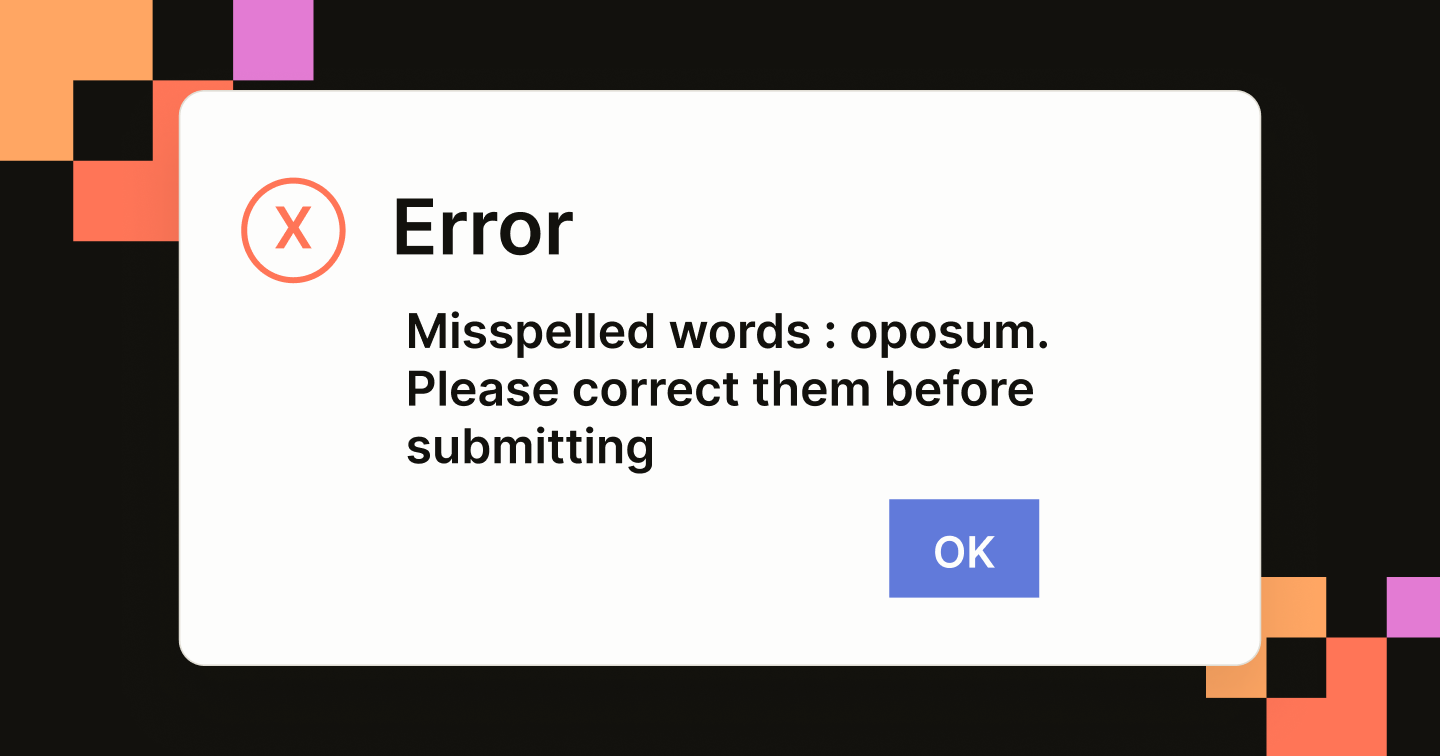 X Error
Misspelled words : oposum.
Please correct them before
submitting
OK